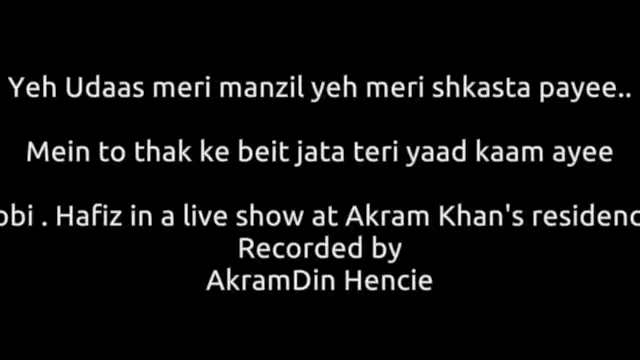 Yeh Udaas meri manzil yeh meri shkasta payee..
Mein to thak ke beit jata teri yaad kaam ayee
. Hafiz in a live show at Akram Khan's
Recorded by
AkramDin Hencie